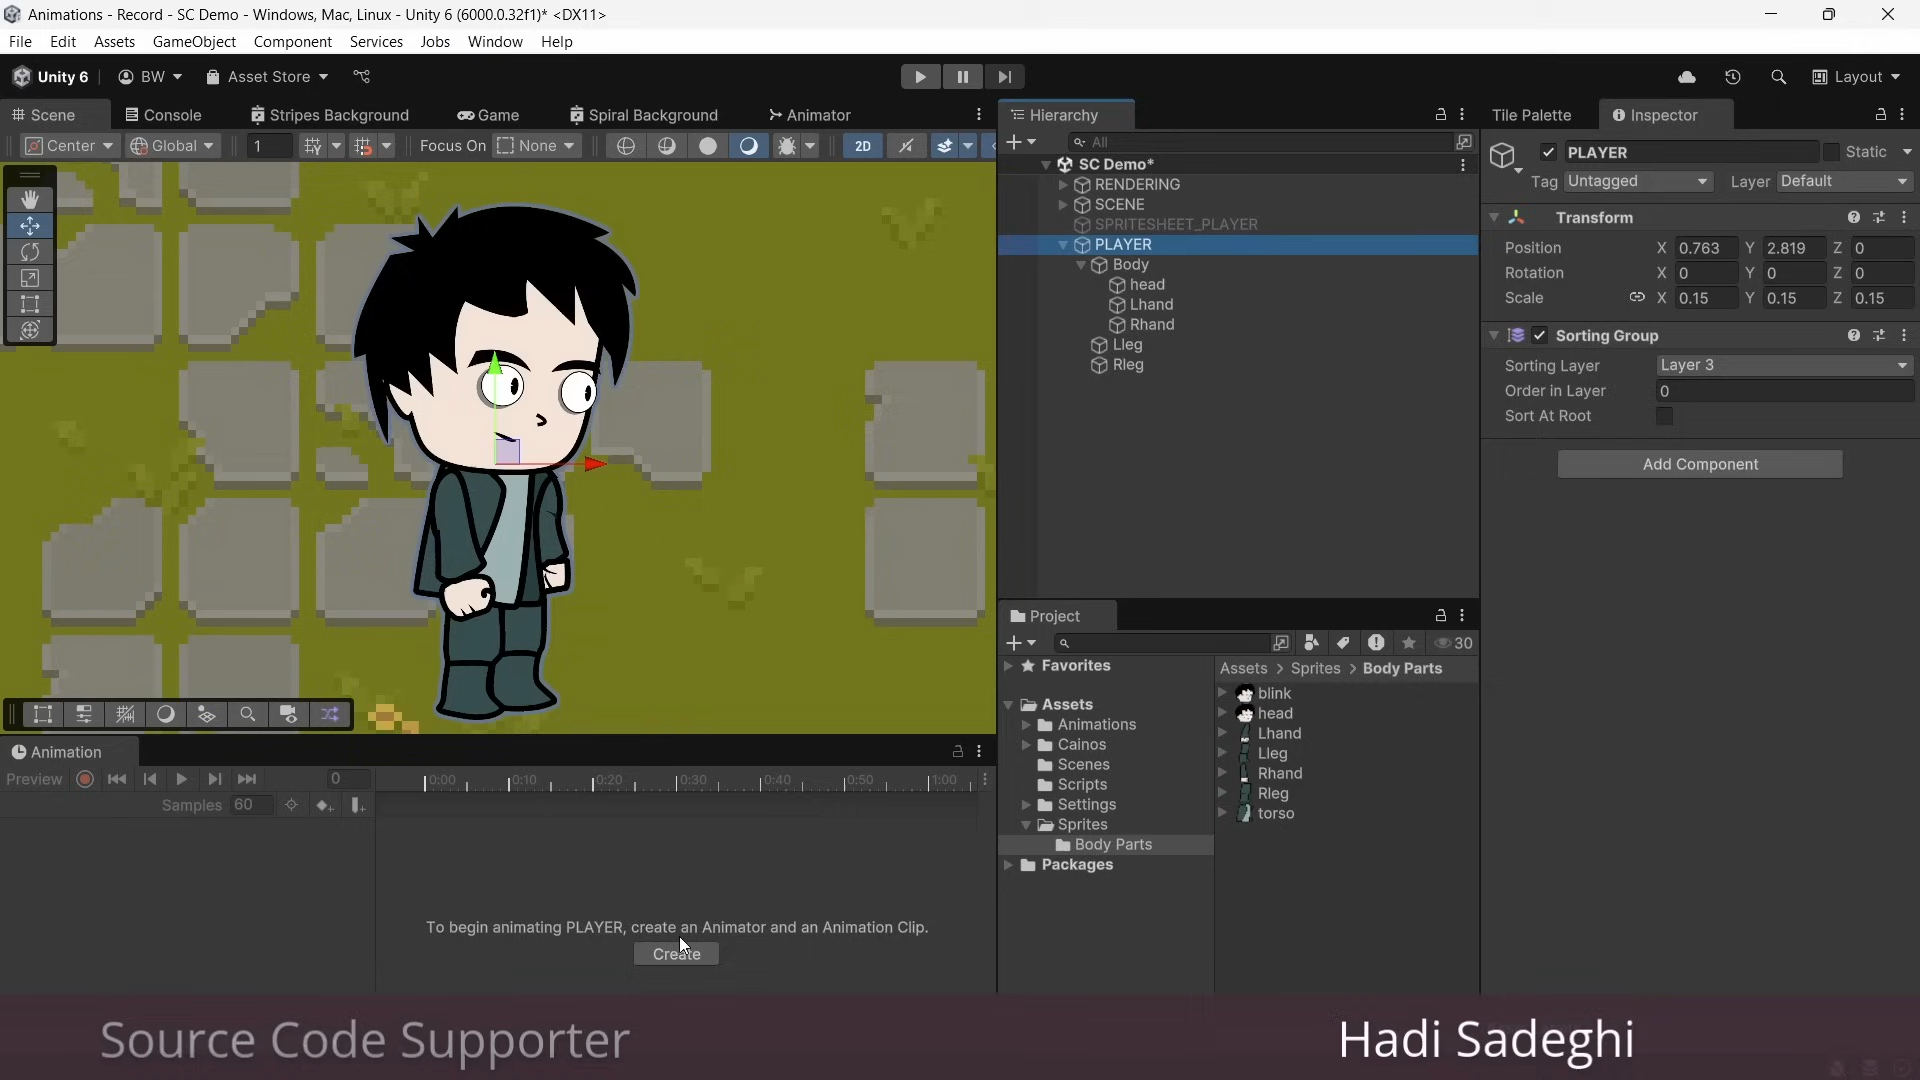 Animations - Record - SC Demo - Windows, Mac, Linux - Unity 6 (6000.0.32f1)* <DX11>
File Edit Assets GameObject Component Services Jobs Window Help
Unity 6 BW Asset Store Layout
Scene Console Stripes Background Game Spiral Background Animator
Center Global 1 Focus On None 2D
Hierarchy
All
SC Demo*
RENDERING
SCENE
SPRITESHEET_PLAYER
PLAYER
Body
head
Lhand
Rhand
Lleg
Rleg
Tile Palette Inspector
PLAYER Static
Tag Untagged Layer Default
Transform
Position X 0.763 Y 2.819 Z 0
Rotation X 0 Y 0 Z 0
Scale X 0.15 Y 0.15 Z 0.15
Sorting Group
Sorting Layer Layer 3
Order in Layer 0
Sort At Root
Add Component
Project
30
Favorites
Assets
Animations
Cainos
Scenes
Scripts
Settings
Sprites
Body Parts
Packages
Assets > Sprites > Body Parts
blink
head
Lhand
Lleg
Rhand
Rleg
torso
Animation
Preview 0 0:00 0:10 0:20 0:30 0:40 0:50 1:00
Samples 60
To begin animating PLAYER, create an Animator and an Animation Clip.
Create
Source Code Supporter Hadi Sadeghi